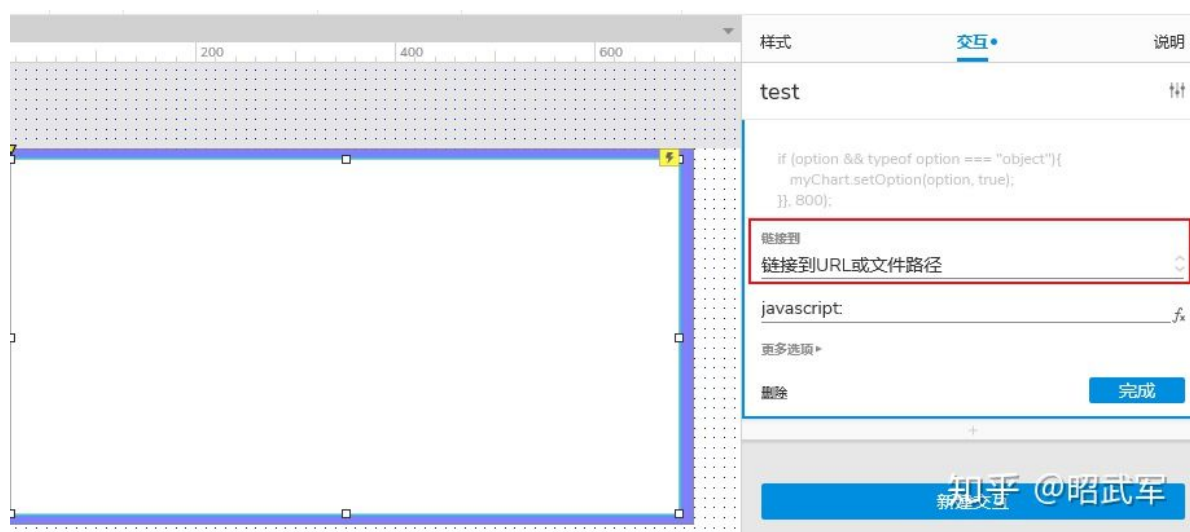 200
400
600
样式
交互
说明
test
if (option && typeof option === "object"){
myChart.setOption(option, true);
}}, 800);
链接到
链接到URL或文件路径
javascript:
fx
更多选项
删除
完成
+
新建交互
知乎 @昭武军